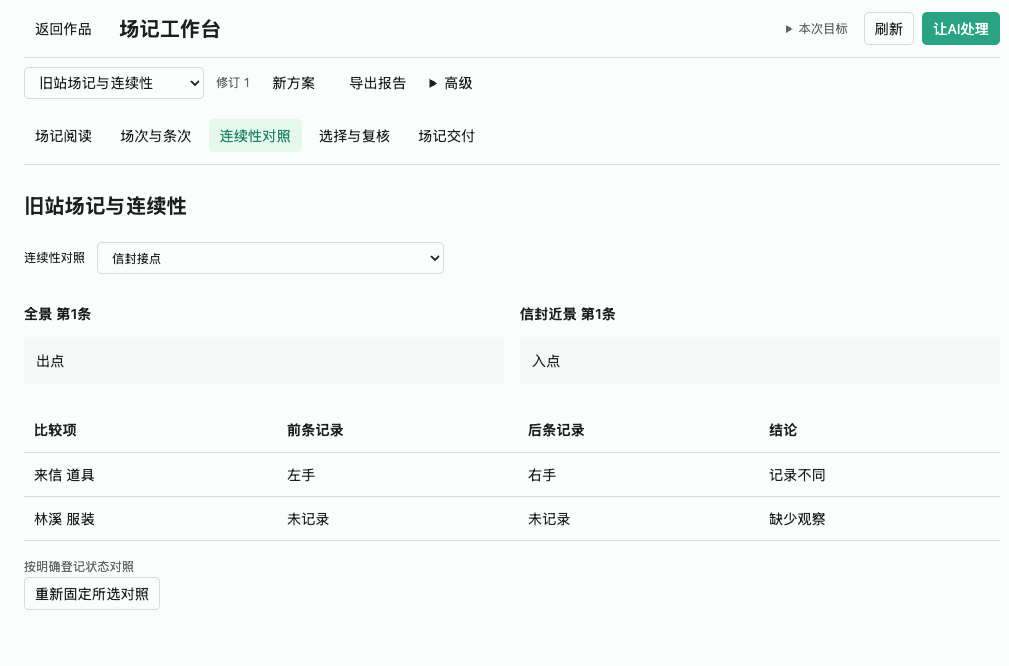 返回作品 场记工作台 ▶ 本次目标 刷新 让AI处理
旧站场记与连续性 修订 1 新方案 导出报告 ▶ 高级
场记阅读 场次与条次 连续性对照 选择与复核 场记交付
旧站场记与连续性
连续性对照 信封接点
全景 第1条 信封近景 第1条
出点 入点
比较项 前条记录 后条记录 结论
来信 道具 左手 右手 记录不同
林溪 服装 未记录 未记录 缺少观察
按明确登记状态对照
重新固定所选对照